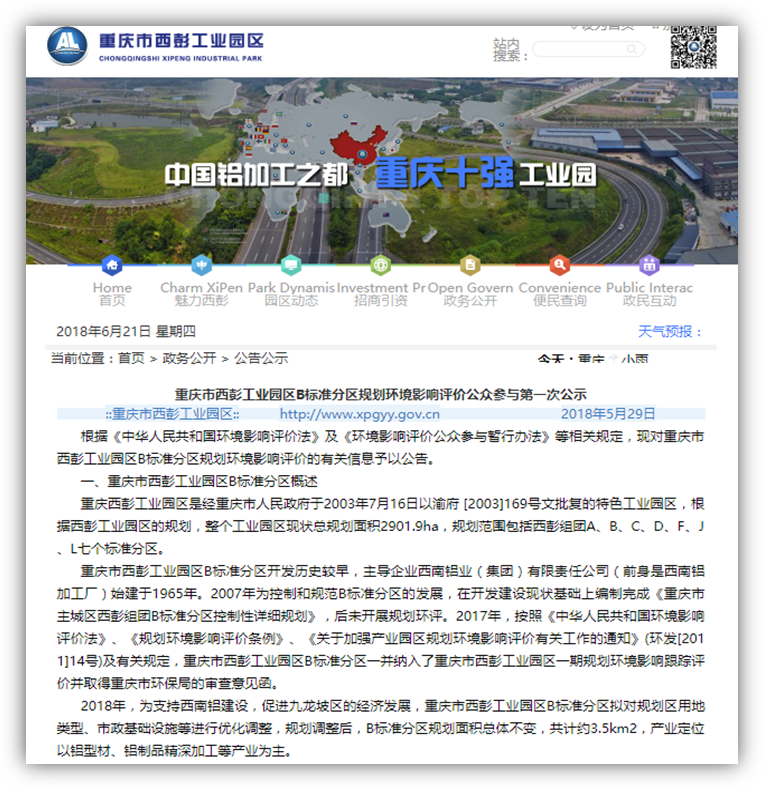 重庆市西彭工业园区
CHONGQINGSHI XIPENG INDUSTRIAL PARK
设为首页
站内
搜索：
中国铝加工之都 重庆十强 工业园
CHONGQING TOP TEN
Home Charm XiPen Park Dynamis Investment Pr Open Govern Convenience Public Interac
首页 魅力西彭 园区动态 招商引资 政务公开 便民查询 政民互动
2018年6月21日 星期四 天气预报：
当前位置：首页 > 政务公开 > 公告公示 今天：重庆 小雨
重庆市西彭工业园区B标准分区规划环境影响评价公众参与第一次公示
::重庆市西彭工业园区:: http://www.xpgyy.gov.cn 2018年5月29日
根据《中华人民共和国环境影响评价法》及《环境影响评价公众参与暂行办法》等相关规定，现对重庆市
西彭工业园区B标准分区规划环境影响评价的有关信息予以公告。
一、重庆市西彭工业园区B标准分区概述
重庆西彭工业园区是经重庆市人民政府于2003年7月16日以渝府 [2003]169号文批复的特色工业园区，根
据西彭工业园区的规划，整个工业园区现状总规划面积2901.9ha，规划范围包括西彭组团A、B、C、D、F、J
、L七个标准分区。
重庆市西彭工业园区B标准分区开发历史较早，主导企业西南铝业（集团）有限责任公司（前身是西南铝
加工厂）始建于1965年。2007年为控制和规范B标准分区的发展，在开发建设现状基础上编制完成《重庆市
主城区西彭组团B标准分区控制性详细规划》，后未开展规划环评。2017年，按照《中华人民共和国环境影响
评价法》、《规划环境影响评价条例》、《关于加强产业园区规划环境影响评价有关工作的通知》(环发[201
1]14号)及有关规定，重庆市西彭工业园区B标准分区一并纳入了重庆市西彭工业园区一期规划环境影响跟踪评
价并取得重庆市环保局的审查意见函。
2018年，为支持西南铝建设，促进九龙坡区的经济发展，重庆市西彭工业园区B标准分区拟对规划区用地
类型、市政基础设施等进行优化调整，规划调整后，B标准分区规划面积总体不变，共计约3.5km2，产业定位
以铝型材、铝制品精深加工等产业为主。